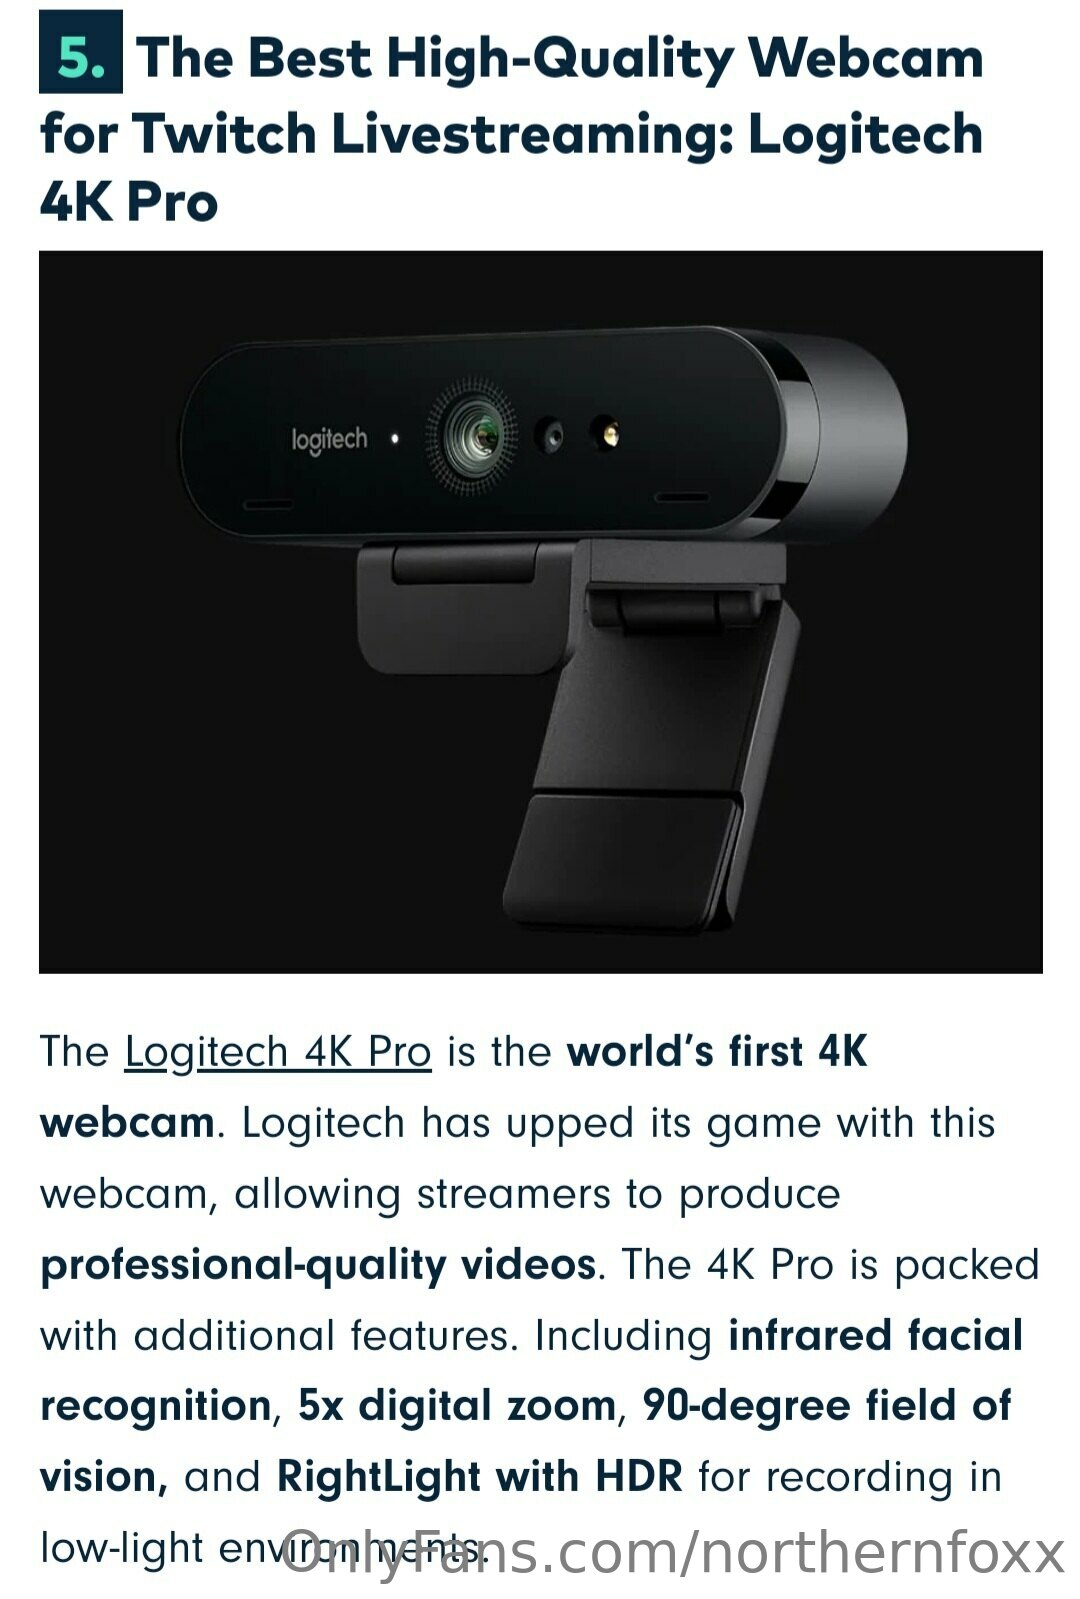 5. The Best High-Quality Webcam
for Twitch Livestreaming: Logitech
4K Pro
logitech
The Logitech 4K Pro is the world’s first 4K
webcam. Logitech has upped its game with this
webcam, allowing streamers to produce
professional-quality videos. The 4K Pro is packed
with additional features. Including infrared facial
recognition, 5x digital zoom, 90-degree field of
vision, and RightLight with HDR for recording in
low-light environments.
OnlyFans.com/northernfoxx